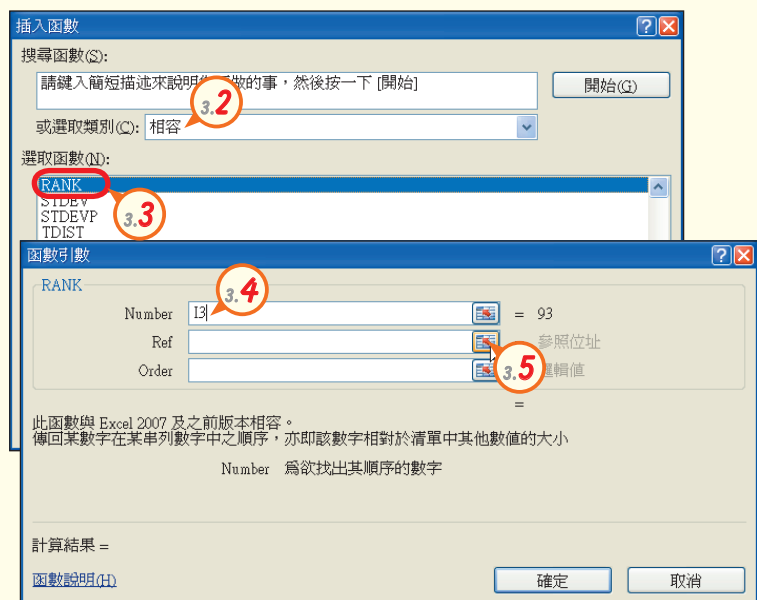 插入函數
搜尋函數(S):
請鍵入簡短描述來說明 做的事，然後按一下 [開始]
開始(G)
3.2
或選取類別(C): 相容
選取函數(N):
RANK
STDEV
STDEVP
TDIST
3.3
函數引數
RANK
3.4
Number I3 = 93
Ref 參照位址
Order 輯值
3.5
=
此函數與 Excel 2007 及之前版本相容。
傳回某數字在某串列數字中之順序，亦即該數字相對於清單中其他數值的大小
Number 為欲找出其順序的數字
計算結果 =
函數說明(H)
確定
取消